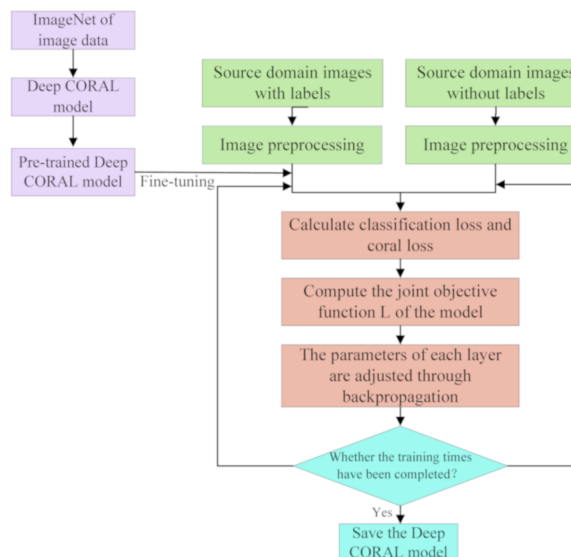 ImageNet of
image data
Deep CORAL
model
Pre-trained Deep
CORAL model
Fine-tuning
Source domain images
with labels
Source domain images
without labels
Image preprocessing
Image preprocessing
Calculate classification loss and
coral loss
Compute the joint objective
function L of the model
The parameters of each layer
are adjusted through
backpropagation
Whether the training times
have been completed?
Yes
Save the Deep
CORAL model